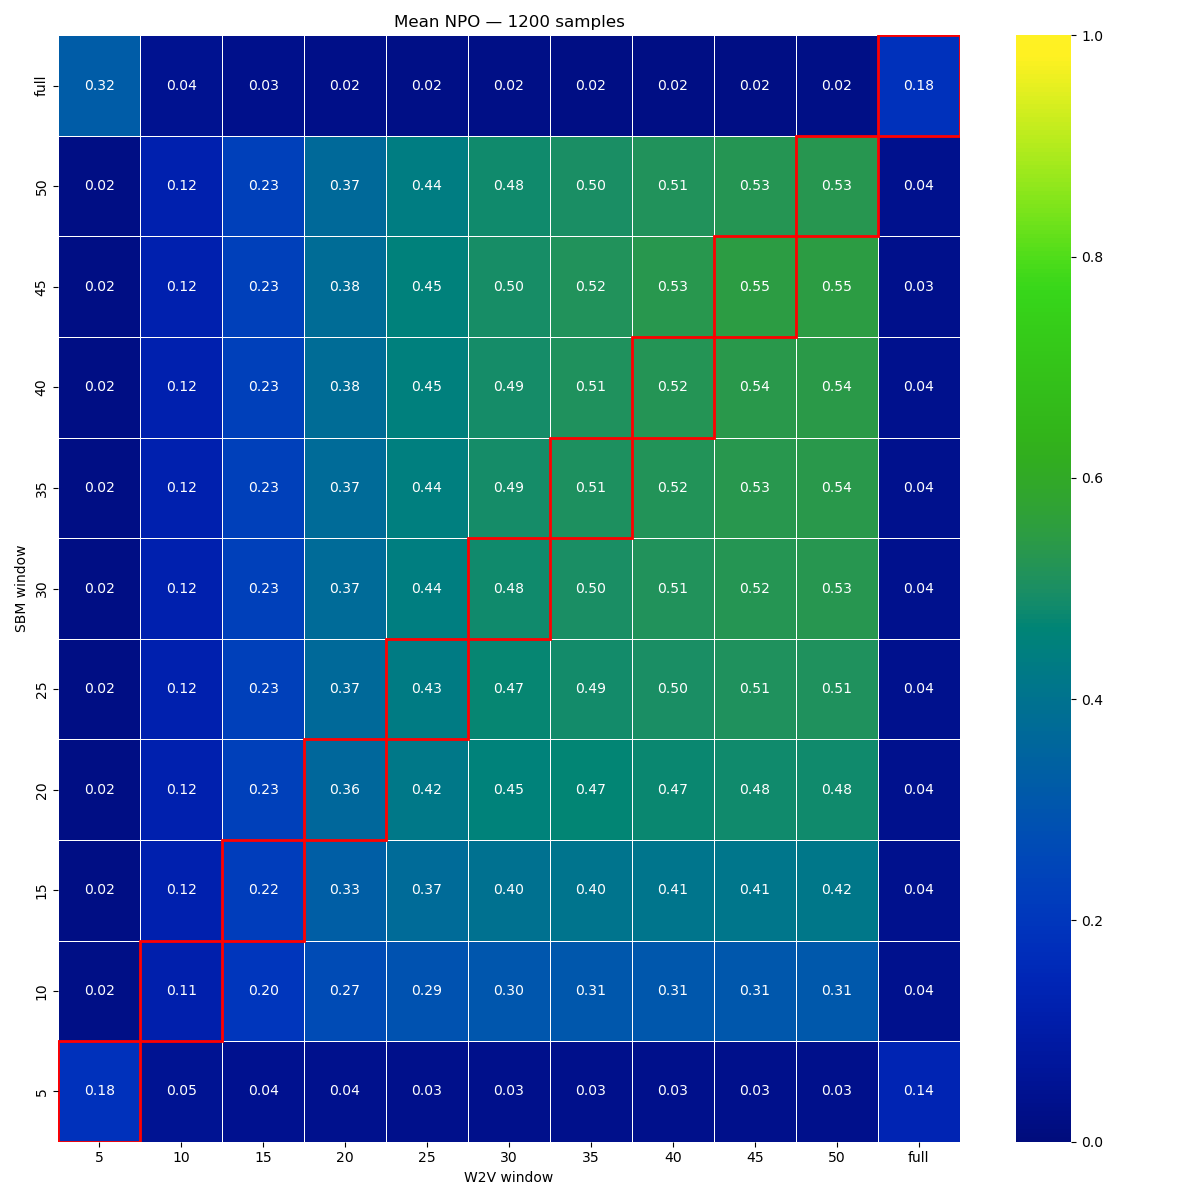 Mean NPO — 1200 samples
full 0.32 0.04 0.03 0.02 0.02 0.02 0.02 0.02 0.02 0.02 0.18
50 0.02 0.12 0.23 0.37 0.44 0.48 0.50 0.51 0.53 0.53 0.04
45 0.02 0.12 0.23 0.38 0.45 0.50 0.52 0.53 0.55 0.55 0.03
40 0.02 0.12 0.23 0.38 0.45 0.49 0.51 0.52 0.54 0.54 0.04
35 0.02 0.12 0.23 0.37 0.44 0.49 0.51 0.52 0.53 0.54 0.04
30 0.02 0.12 0.23 0.37 0.44 0.48 0.50 0.51 0.52 0.53 0.04
25 0.02 0.12 0.23 0.37 0.43 0.47 0.49 0.50 0.51 0.51 0.04
20 0.02 0.12 0.23 0.36 0.42 0.45 0.47 0.47 0.48 0.48 0.04
15 0.02 0.12 0.22 0.33 0.37 0.40 0.40 0.41 0.41 0.42 0.04
10 0.02 0.11 0.20 0.27 0.29 0.30 0.31 0.31 0.31 0.31 0.04
5 0.18 0.05 0.04 0.04 0.03 0.03 0.03 0.03 0.03 0.03 0.14
5 10 15 20 25 30 35 40 45 50 full
W2V window
SBM window
1.0
0.8
0.6
0.4
0.2
0.0